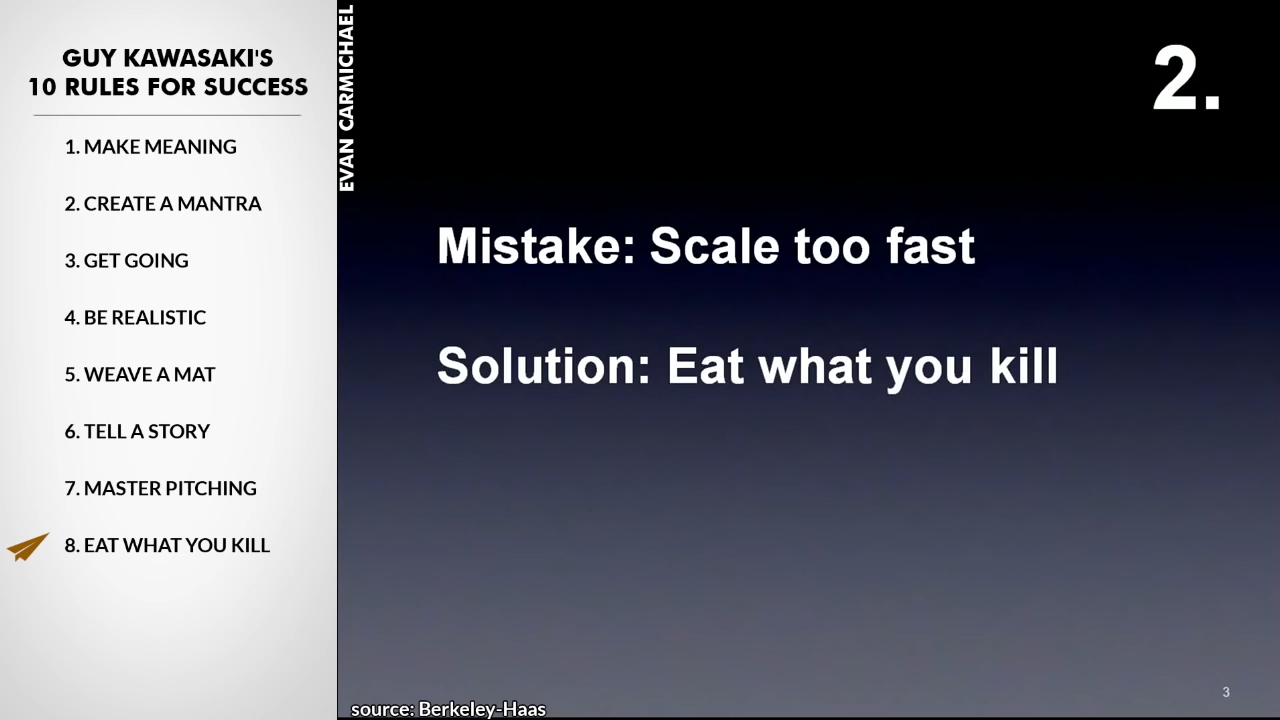 GUY KAWASAKI'S
10 RULES FOR SUCCESS
1. MAKE MEANING
2. CREATE A MANTRA
3. GET GOING
4. BE REALISTIC
5. WEAVE A MAT
6. TELL A STORY
7. MASTER PITCHING
8. EAT WHAT YOU KILL
EVAN CARMICHAEL
2.
Mistake: Scale too fast
Solution: Eat what you kill
3
source: Berkeley-Haas